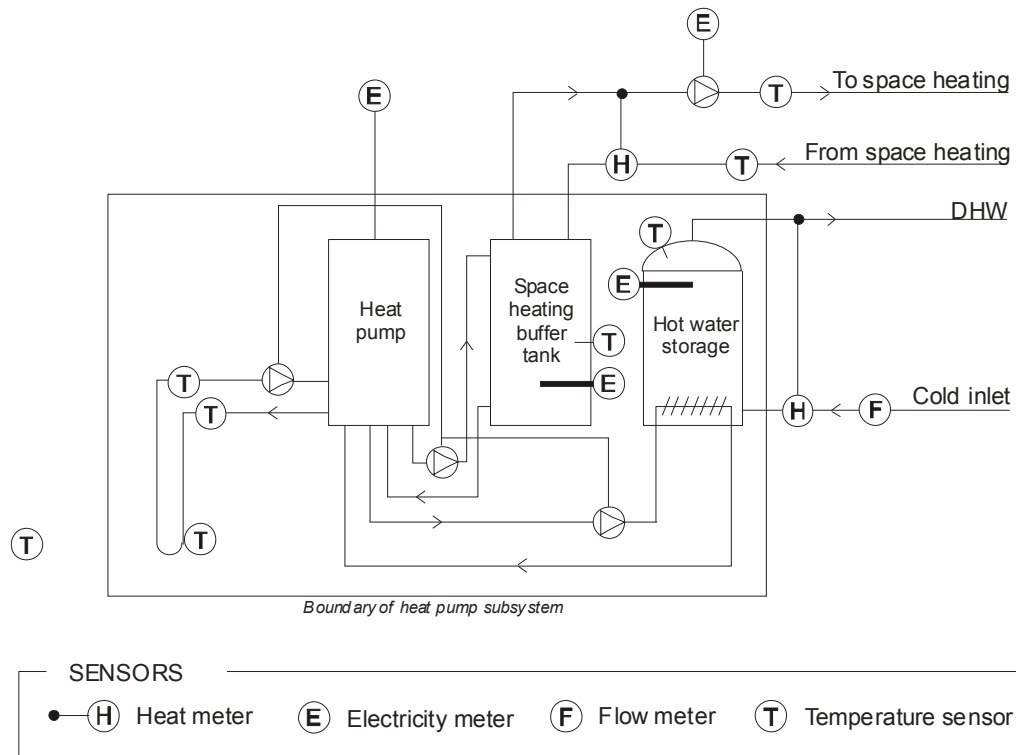 E
E
T
To space heating
H
T
From space heating
DHW
T
E
Heat
pump
Space
heating
buffer
tank
Hot water
storage
T
E
T
T
H
F
Cold inlet
T
T
Boundary of heat pump subsystem
SENSORS
H Heat meter
E Electricity meter
F Flow meter
T Temperature sensor